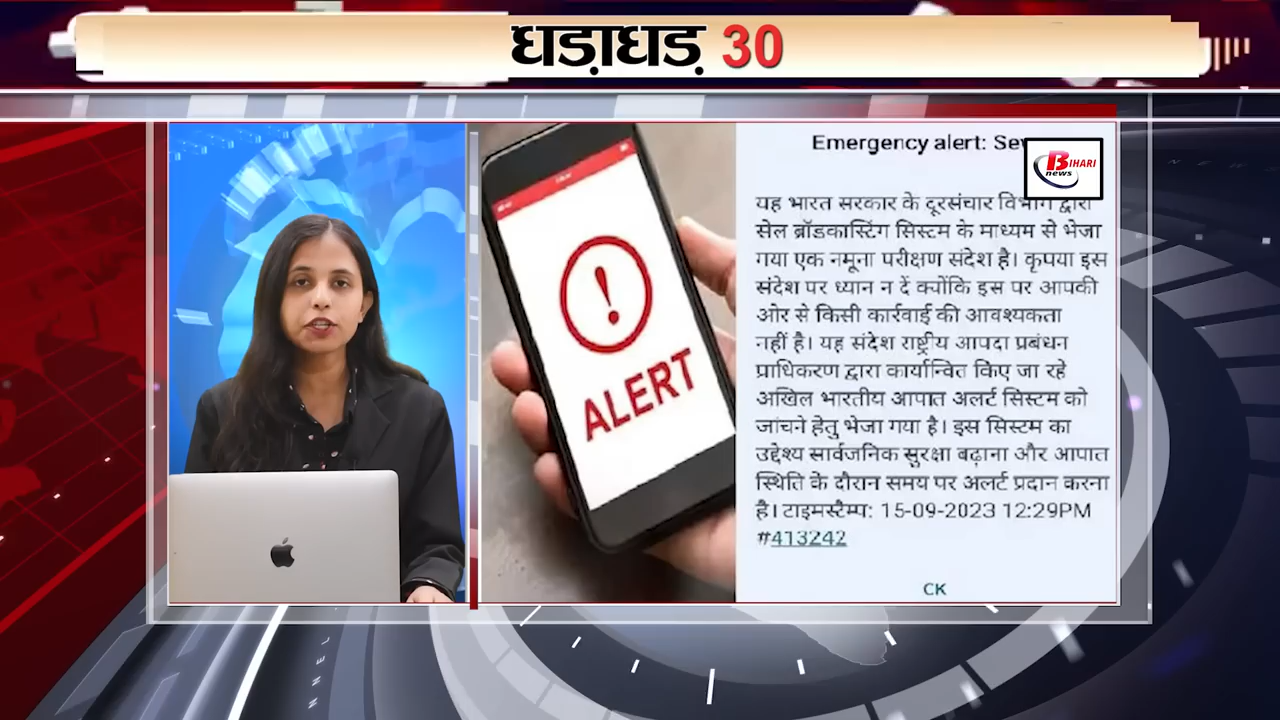 धड़ाधड़ 30
ALERT
Emergency alert:
BIHARI
news
यह भारत सरकार के दूरसंचार विभाग द्वारा
सेल ब्रॉडकास्टिंग सिस्टम के माध्यम से भेजा
गया एक नमूना परीक्षण संदेश है। कृपया इस
संदेश पर ध्यान न दें क्योंकि इस पर आपकी
ओर से किसी कार्रवाई की आवश्यकता
नहीं है। यह संदेश राष्ट्रीय आपदा प्रबंधन
प्राधिकरण द्वारा कार्यान्वित किए जा रहे
अखिल भारतीय आपात अलर्ट सिस्टम को
जांचने हेतु भेजा गया है। इस सिस्टम का
उद्देश्य सार्वजनिक सुरक्षा बढ़ाना और आपात
स्थिति के दौरान समय पर अलर्ट प्रदान करना
है। टाइमस्टैम्प: 15-09-2023 12:29PM
#413242
CK